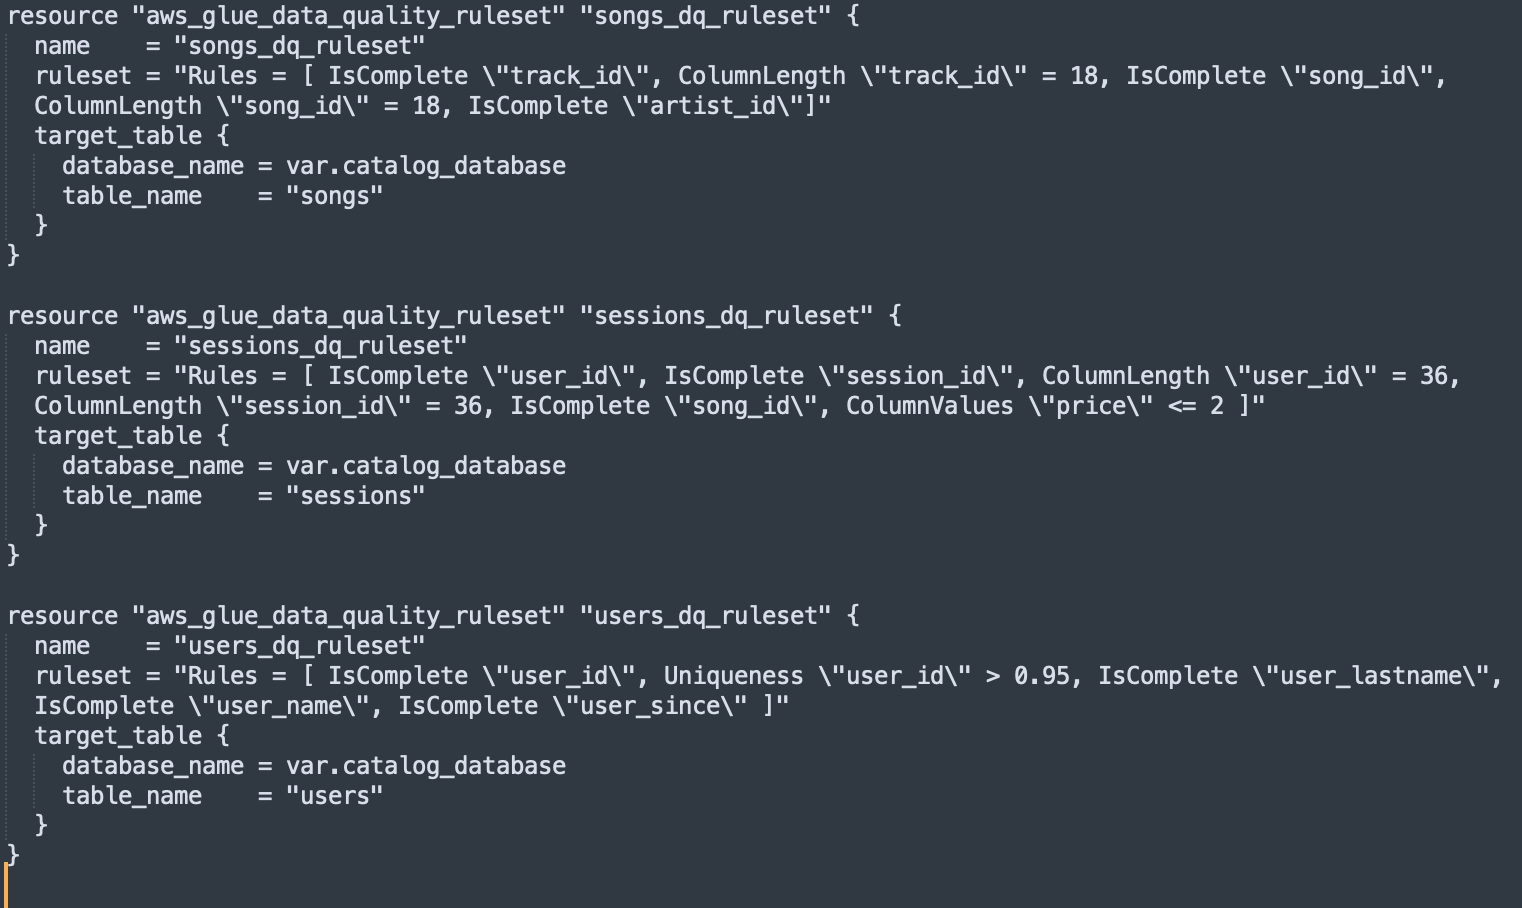 resource "aws_glue_data_quality_ruleset" "songs_dq_ruleset" {
  name    = "songs_dq_ruleset"
  ruleset = "Rules = [ IsComplete \"track_id\", ColumnLength \"track_id\" = 18, IsComplete \"song_id\",
  ColumnLength \"song_id\" = 18, IsComplete \"artist_id\"]"
  target_table {
    database_name = var.catalog_database
    table_name    = "songs"
  }
}

resource "aws_glue_data_quality_ruleset" "sessions_dq_ruleset" {
  name    = "sessions_dq_ruleset"
  ruleset = "Rules = [ IsComplete \"user_id\", IsComplete \"session_id\", ColumnLength \"user_id\" = 36,
  ColumnLength \"session_id\" = 36, IsComplete \"song_id\", ColumnValues \"price\" <= 2 ]"
  target_table {
    database_name = var.catalog_database
    table_name    = "sessions"
  }
}

resource "aws_glue_data_quality_ruleset" "users_dq_ruleset" {
  name    = "users_dq_ruleset"
  ruleset = "Rules = [ IsComplete \"user_id\", Uniqueness \"user_id\" > 0.95, IsComplete \"user_lastname\",
  IsComplete \"user_name\", IsComplete \"user_since\" ]"
  target_table {
    database_name = var.catalog_database
    table_name    = "users"
  }
}